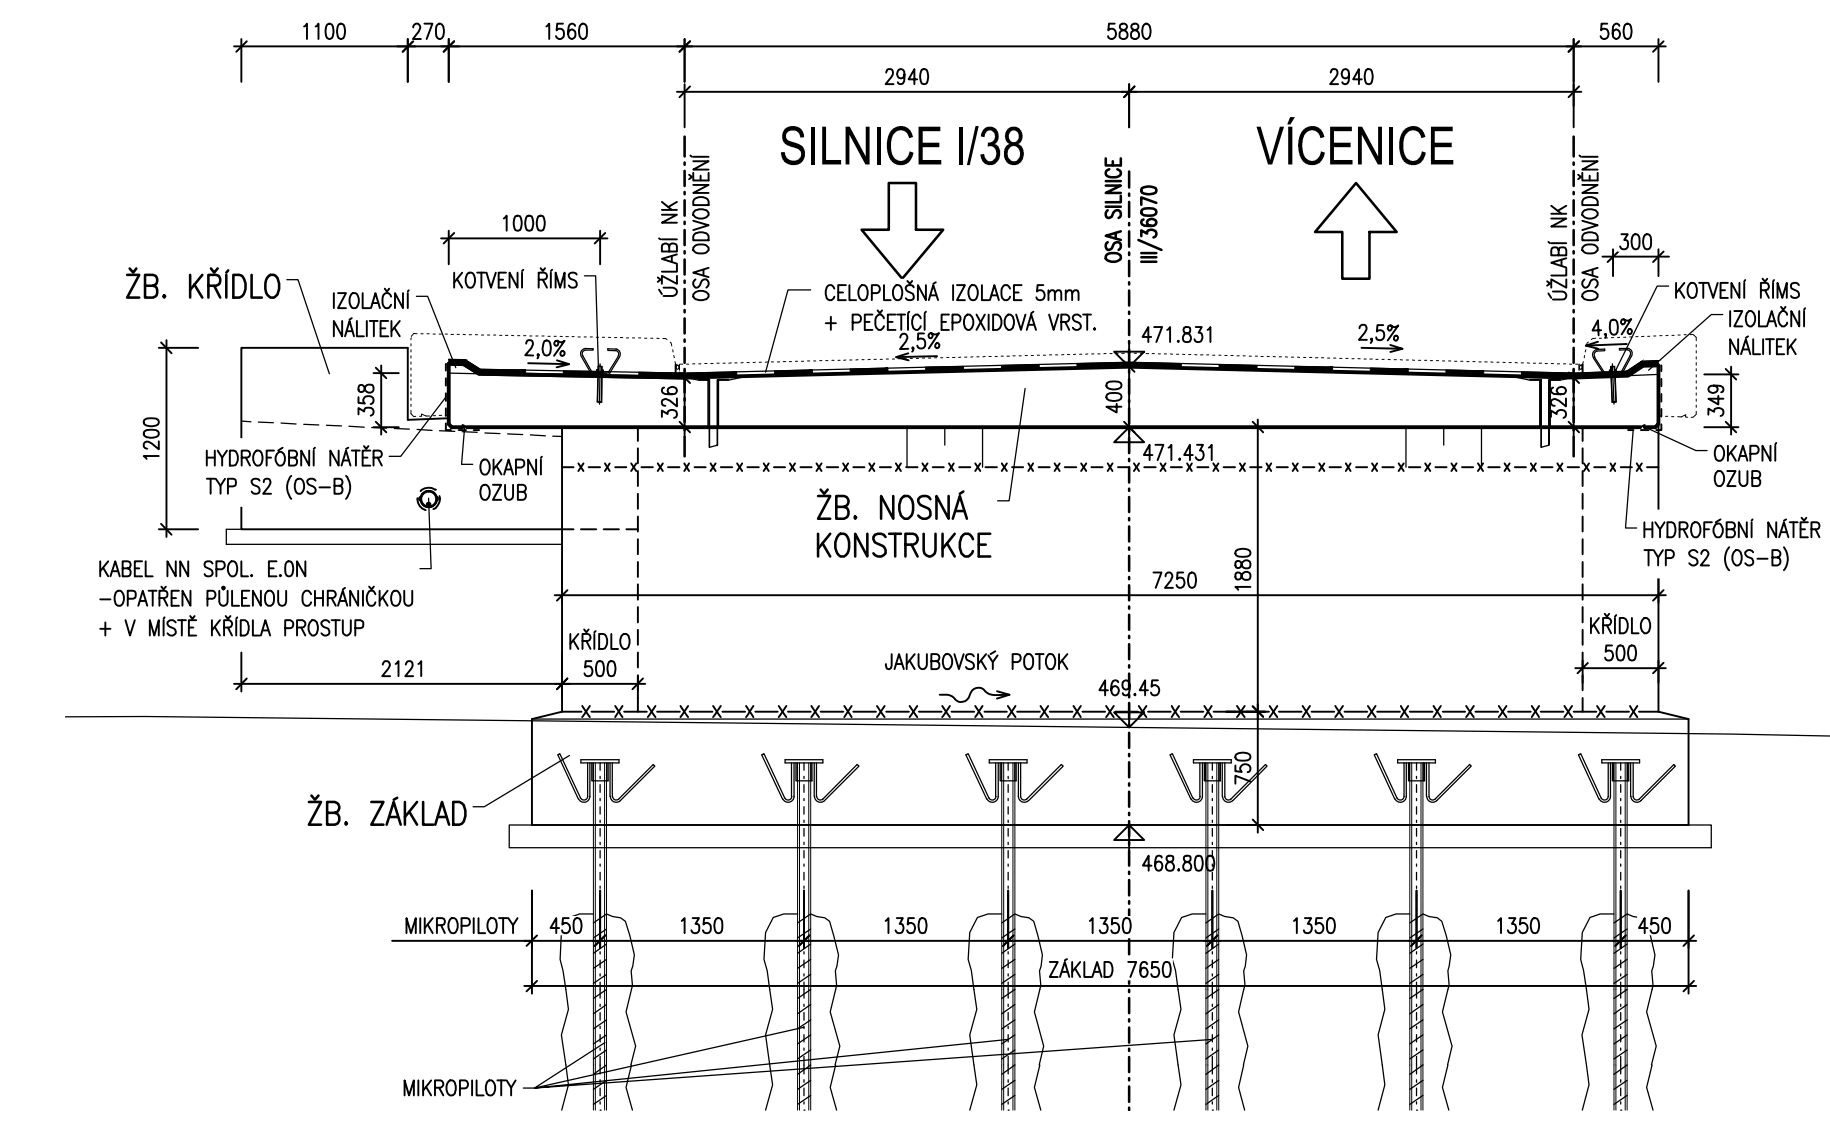 1100 270 1560 5880 560
2940 2940
SILNICE I/38 VÍCENICE
ÚŽLABÍ NK
OSA ODVODNĚNÍ
OSA SILNICE
III/36070
ÚŽLABÍ NK
OSA ODVODNĚNÍ
1000 300
ŽB. KŘÍDLO
IZOLAČNÍ
NÁLITEK
KOTVENÍ ŘÍMS
CELOPLOŠNÁ IZOLACE 5mm
+ PEČETÍCÍ EPOXIDOVÁ VRST.
KOTVENÍ ŘÍMS
IZOLAČNÍ
NÁLITEK
2,0% 2,5% 471.831 2,5% 4,0%
1200 358 326 400 326 349
471.431
HYDROFÓBNÍ NÁTĚR
TYP S2 (OS-B)
OKAPNÍ
OZUB
ŽB. NOSNÁ
KONSTRUKCE
OKAPNÍ
OZUB
HYDROFÓBNÍ NÁTĚR
TYP S2 (OS-B)
KABEL NN SPOL. E.ON
-OPATŘEN PŮLENOU CHRÁNIČKOU
+ V MÍSTĚ KŘÍDLA PROSTUP
7250 1880
KŘÍDLO
500
KŘÍDLO
500
2121
JAKUBOVSKÝ POTOK
469.45
750
ŽB. ZÁKLAD
468.800
MIKROPILOTY 450 1350 1350 1350 1350 1350 450
ZÁKLAD 7650
MIKROPILOTY